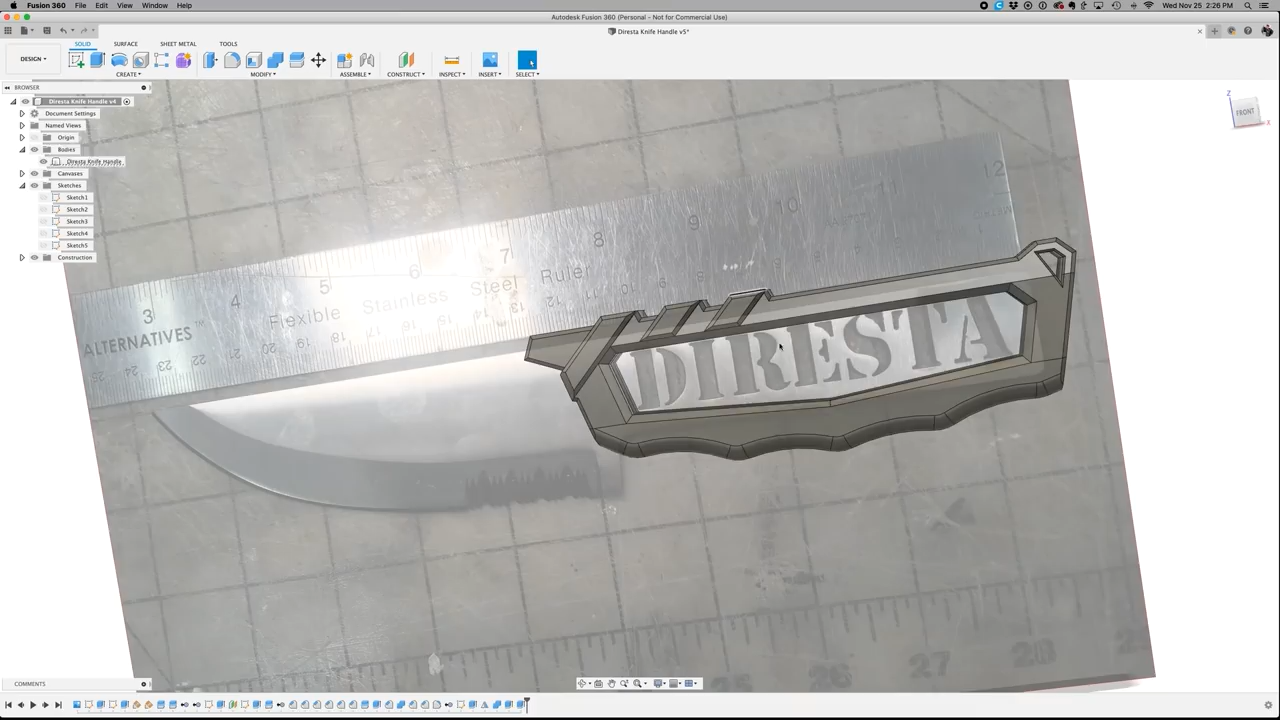 Fusion 360 File Edit View Window Help
Wed Nov 25 2:26 PM
Autodesk Fusion 360 (Personal - Not for Commercial Use)
Diresta Knife Handle v5*
DESIGN
SOLID SURFACE SHEET METAL TOOLS
CREATE MODIFY ASSEMBLE CONSTRUCT INSPECT INSERT SELECT
BROWSER
Diresta Knife Handle v4
Document Settings
Named Views
Origin
Bodies
Diresta Knife Handle
Canvases
Sketches
Sketch1
Sketch2
Sketch3
Sketch4
Sketch5
Construction
FRONT
Z
X
3 4 5 6 7 8 9 10 11 12
ALTERNATIVES
Flexible Stainless Steel Ruler
DIRESTA
26 27 28
COMMENTS